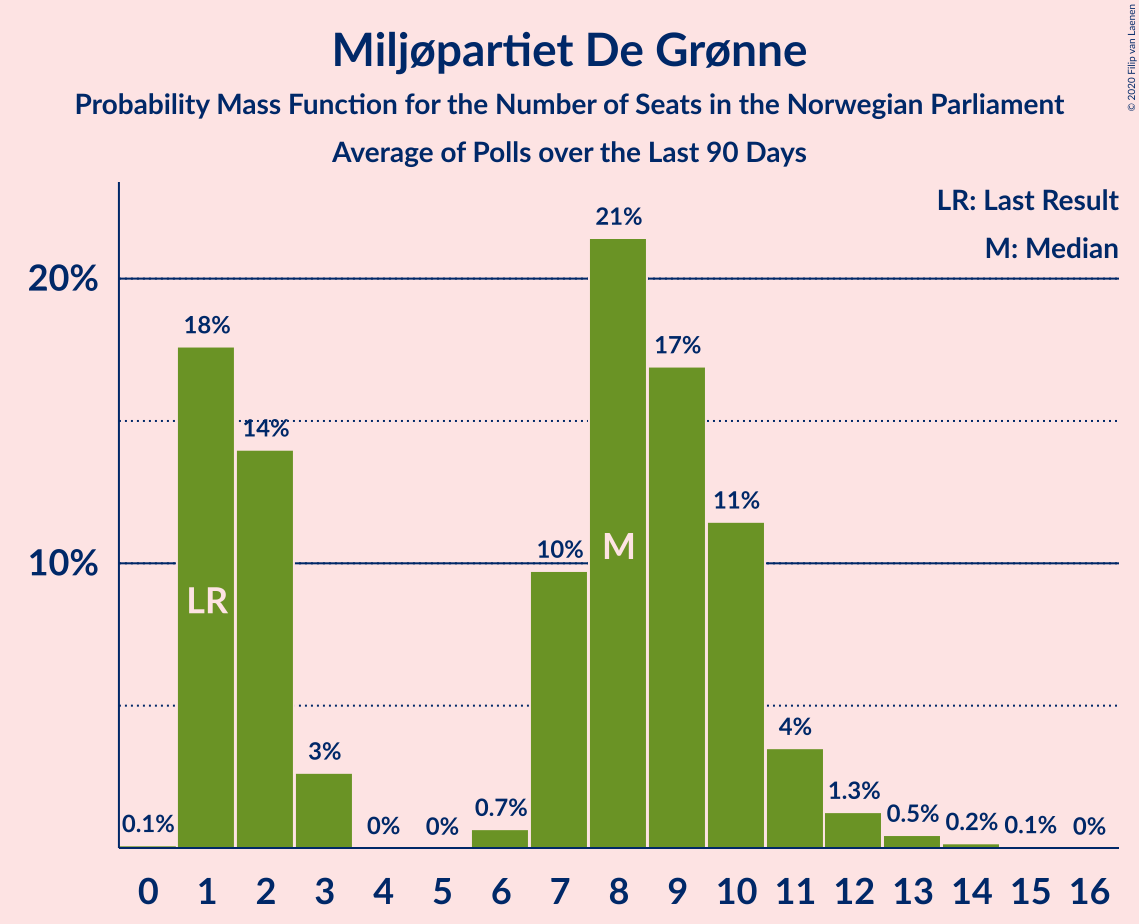 Miljøpartiet De Grønne
Probability Mass Function for the Number of Seats in the Norwegian Parliament
Average of Polls over the Last 90 Days
© 2020 Filip van Laenen
LR: Last Result
M: Median
20%
10%
0.1%
18%
14%
3%
0%
0%
0.7%
10%
21%
17%
11%
4%
1.3%
0.5%
0.2%
0.1%
0%
LR
M
0 1 2 3 4 5 6 7 8 9 10 11 12 13 14 15 16